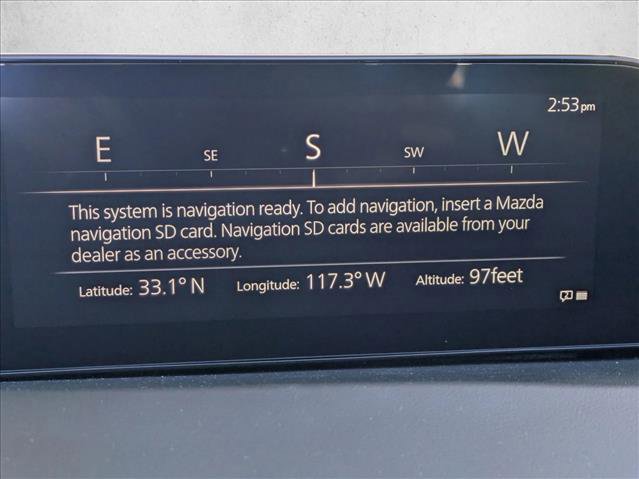 2:53pm
E SE S SW W
This system is navigation ready. To add navigation, insert a Mazda
navigation SD card. Navigation SD cards are available from your
dealer as an accessory.
Latitude: 33.1° N Longitude: 117.3° W Altitude: 97feet